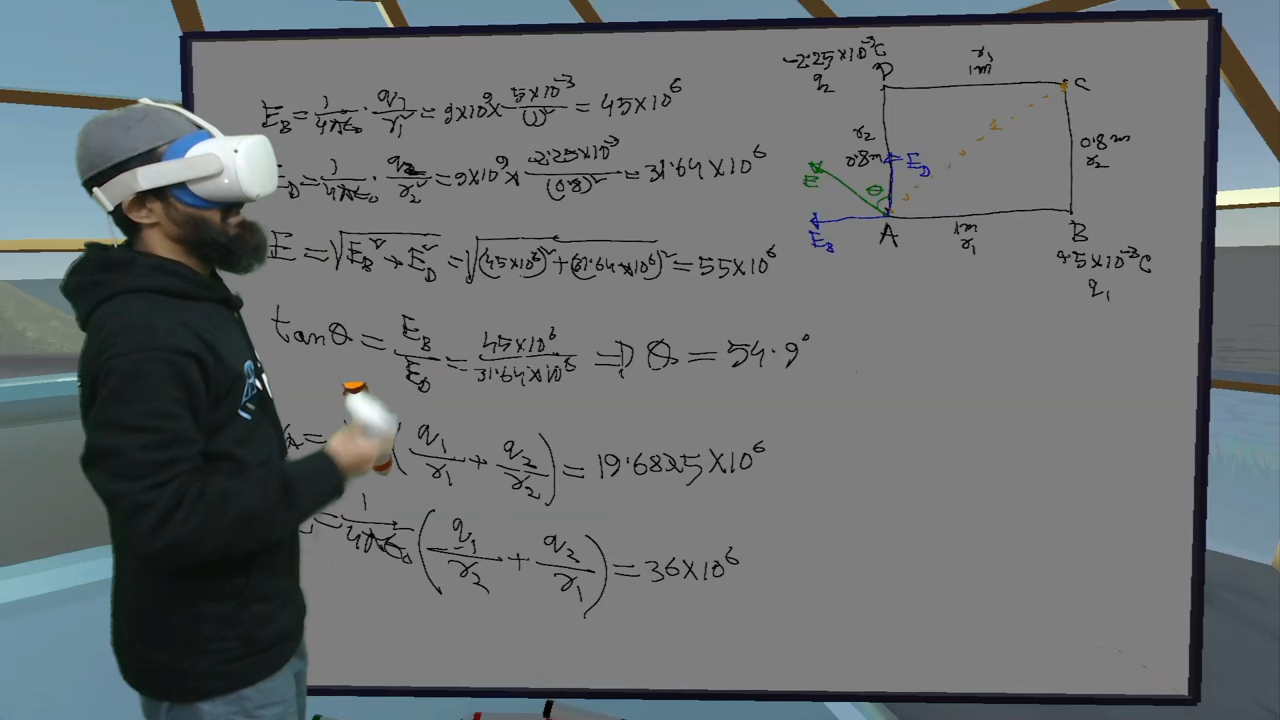 E_B = 1/4πε₀ · q₁/r₁² = 9×10⁹ × 5×10⁻³/(1)² = 45×10⁶
D = 1/4πε₀ · q₂/r₂² = 9×10⁹ × 2.25×10⁻³/(0.8)² = 31.64×10⁶
E = √E_B² + E_D² = √(45×10⁶)² + (31.64×10⁶)² = 55×10⁶
tanθ = E_B/E_D = 45×10⁶/31.64×10⁶ => θ = 54.9°
A = (q₁/r₁ + q₂/r₂) = 19.6825×10⁶
= 1/4πε₀ (q₁/r₂ + q₂/r₁) = 36×10⁶
-2.25×10⁻³C
q₂
D
r₁
1m
C
r₂
0.8m
E_D
0.8m
r₂
E
θ
E_B
A
1m
r₁
B
5×10⁻³C
q₁